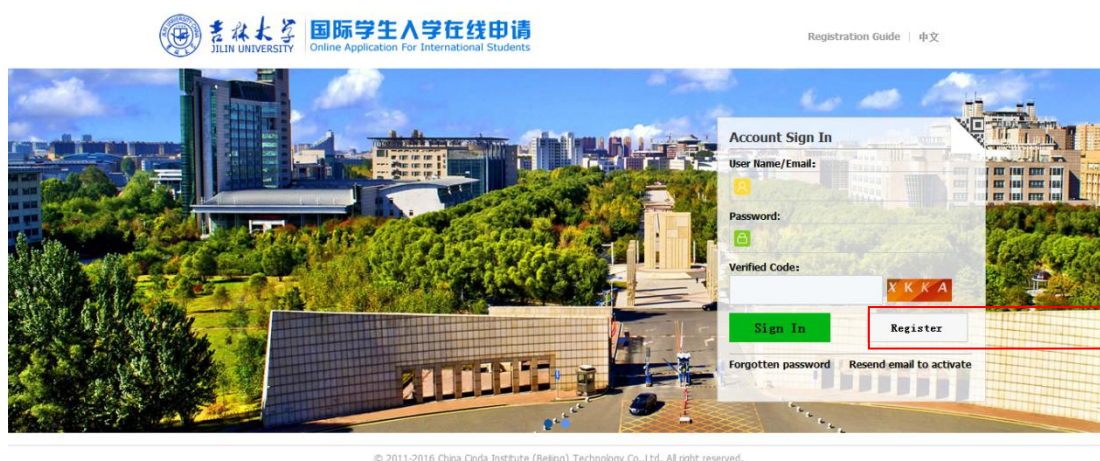 吉林大学
JILIN UNIVERSITY
国际学生入学在线申请
Online Application For International Students
Registration Guide | 中文
Account Sign In
User Name/Email:
Password:
Verified Code:
XKKA
Sign In
Register
Forgotten password Resend email to activate
© 2011-2016 China Cinda Institute (Beijing) Technology Co.,Ltd. All right reserved.